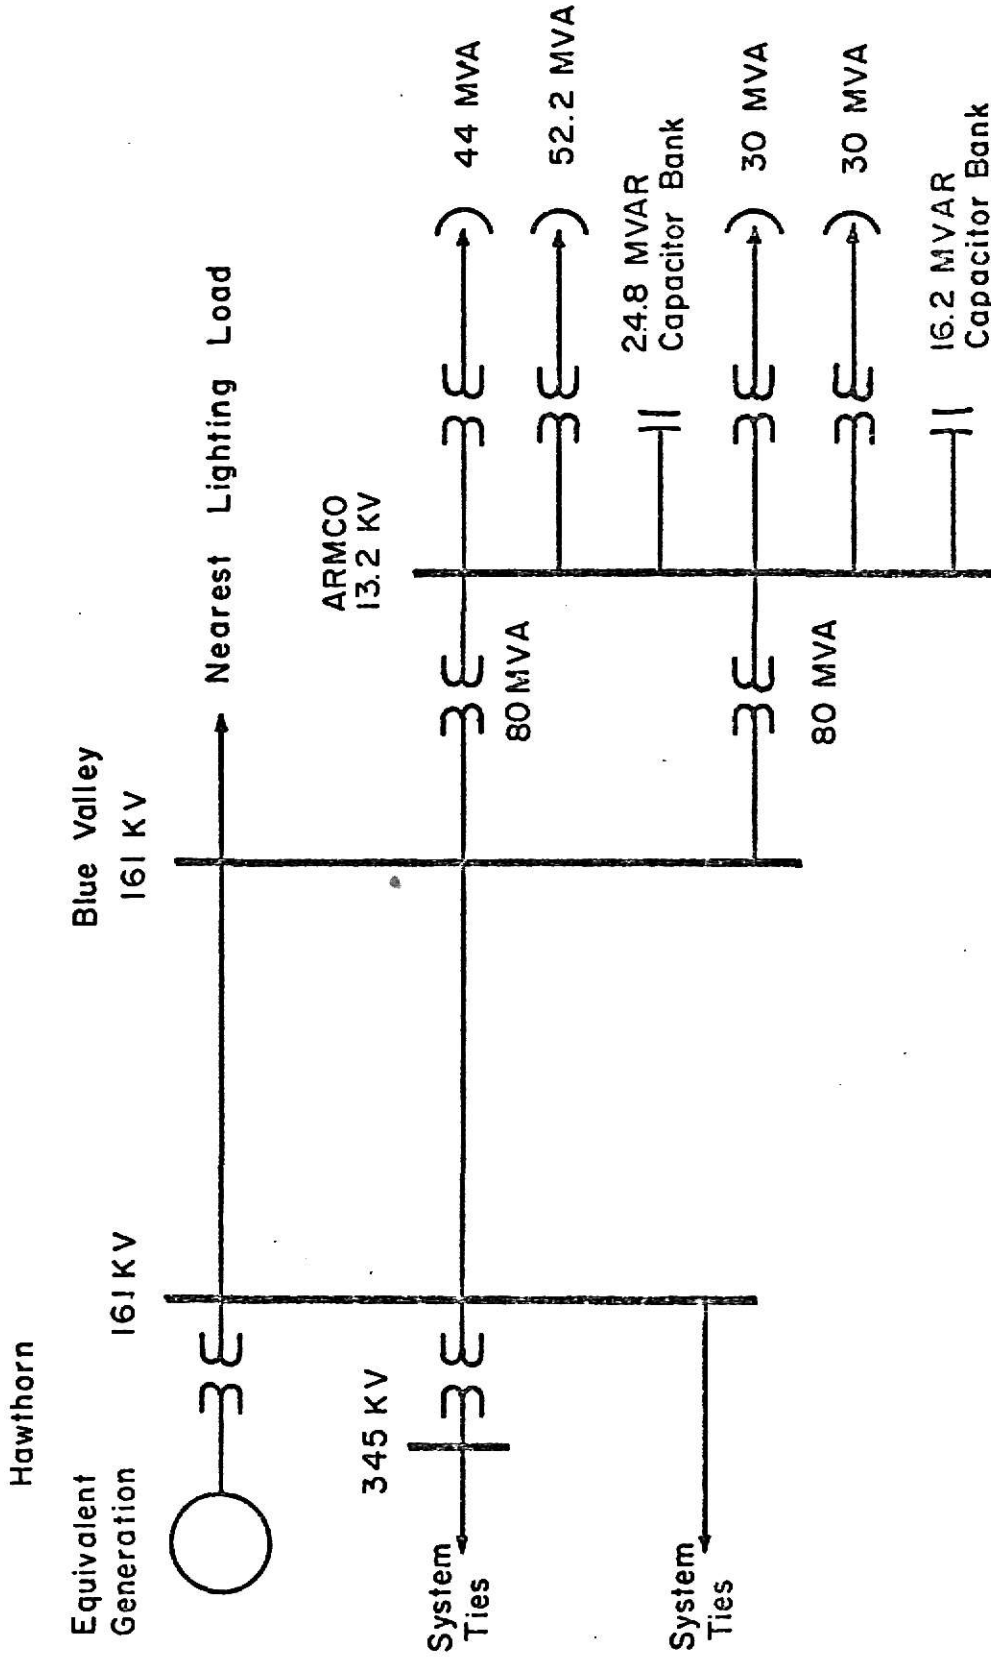 Hawthorn
Equivalent
Generation
161 KV
345 KV
System
Ties
System
Ties
Blue Valley
161 KV
Nearest Lighting Load
ARMCO
13.2 KV
80 MVA
80 MVA
44 MVA
52.2 MVA
24.8 MVAR
Capacitor Bank
30 MVA
30 MVA
16.2 MVAR
Capacitor Bank